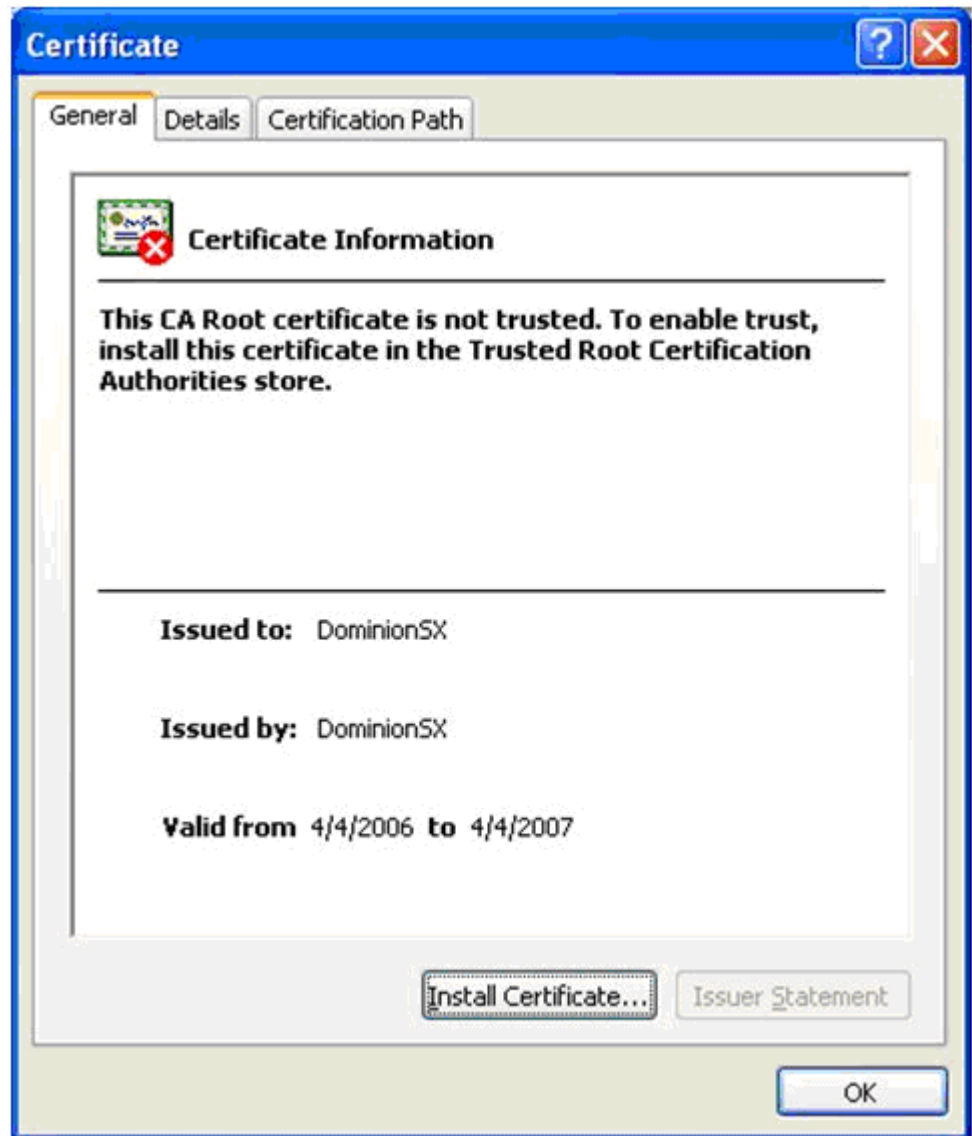 Certificate
General Details Certification Path
Certificate Information
This CA Root certificate is not trusted. To enable trust,
install this certificate in the Trusted Root Certification
Authorities store.
Issued to: DominionSX
Issued by: DominionSX
Valid from 4/4/2006 to 4/4/2007
Install Certificate... Issuer Statement
OK